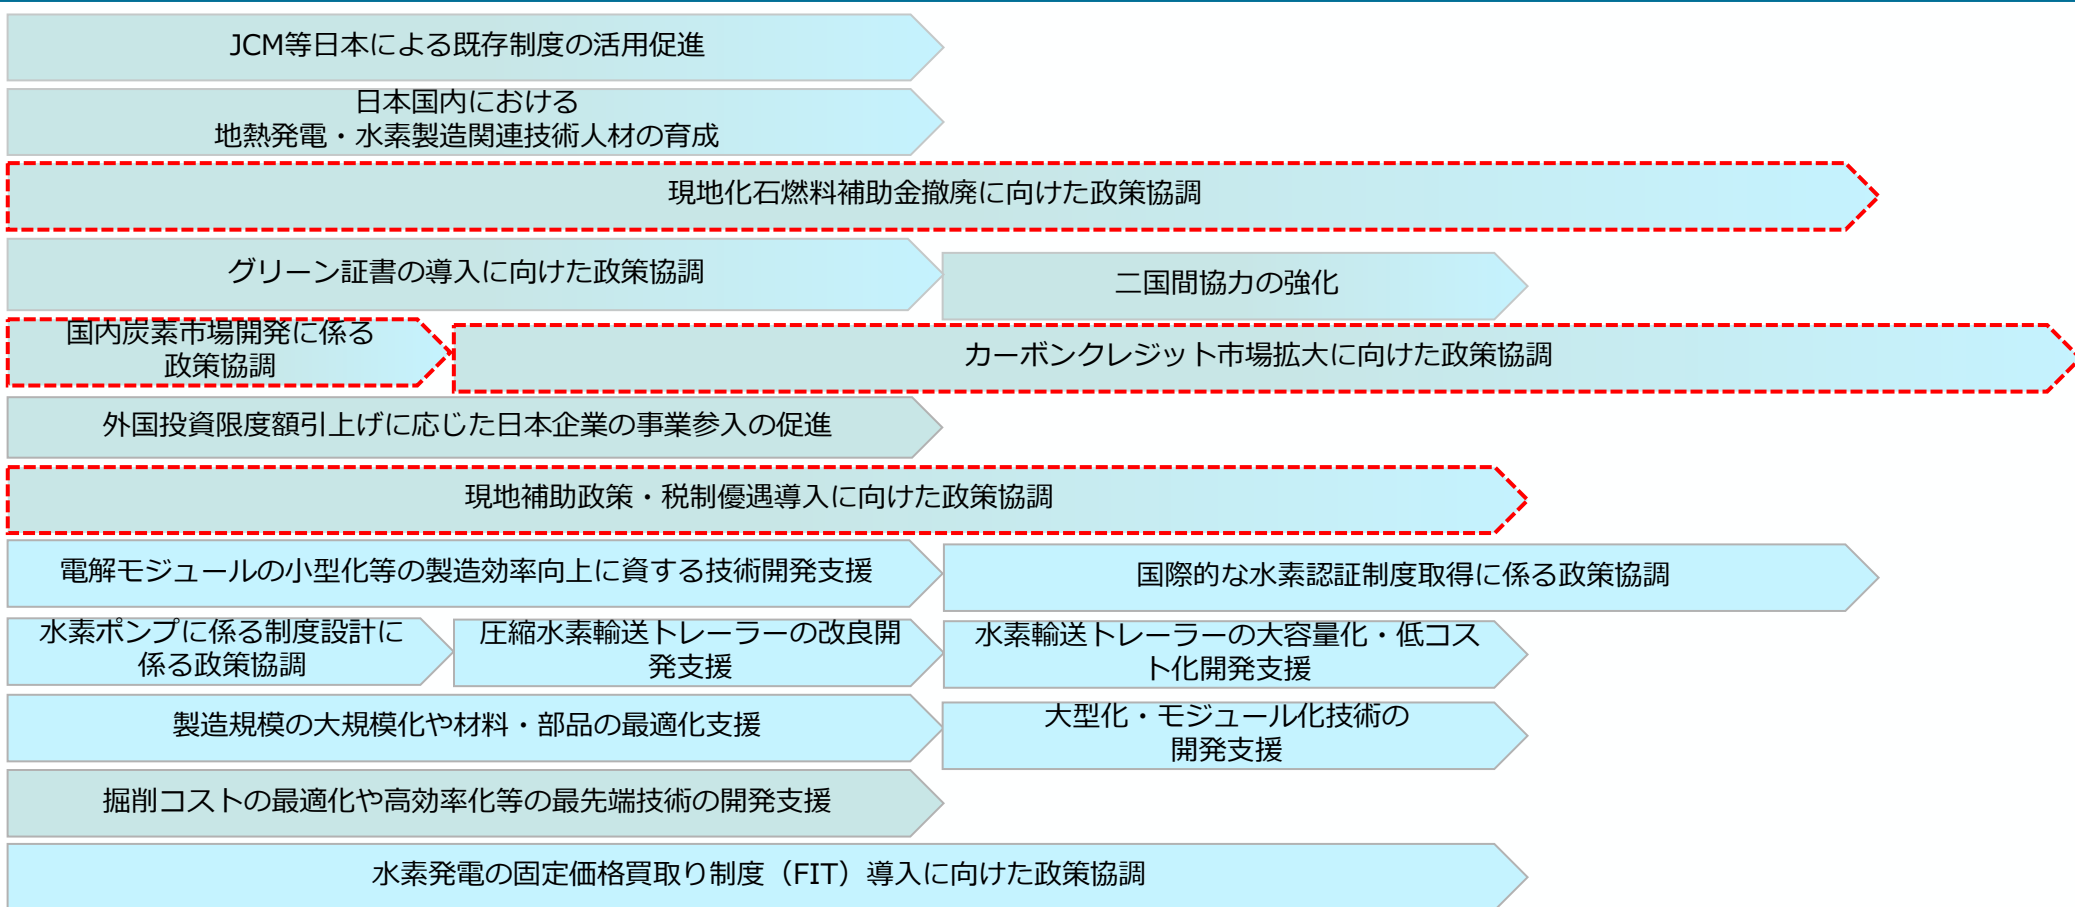 JCM等日本による既存制度の活用促進
日本国内における
地熱発電・水素製造関連技術人材の育成
現地化石燃料補助金撤廃に向けた政策協調
グリーン証書の導入に向けた政策協調
二国間協力の強化
国内炭素市場開発に係る
政策協調
カーボンクレジット市場拡大に向けた政策協調
外国投資限度額引上げに応じた日本企業の事業参入の促進
現地補助政策・税制優遇導入に向けた政策協調
電解モジュールの小型化等の製造効率向上に資する技術開発支援
国際的な水素認証制度取得に係る政策協調
水素ポンプに係る制度設計に
係る政策協調
圧縮水素輸送トレーラーの改良開
発支援
水素輸送トレーラーの大容量化・低コス
ト化開発支援
製造規模の大規模化や材料・部品の最適化支援
大型化・モジュール化技術の
開発支援
掘削コストの最適化や高効率化等の最先端技術の開発支援
水素発電の固定価格買取り制度（FIT）導入に向けた政策協調